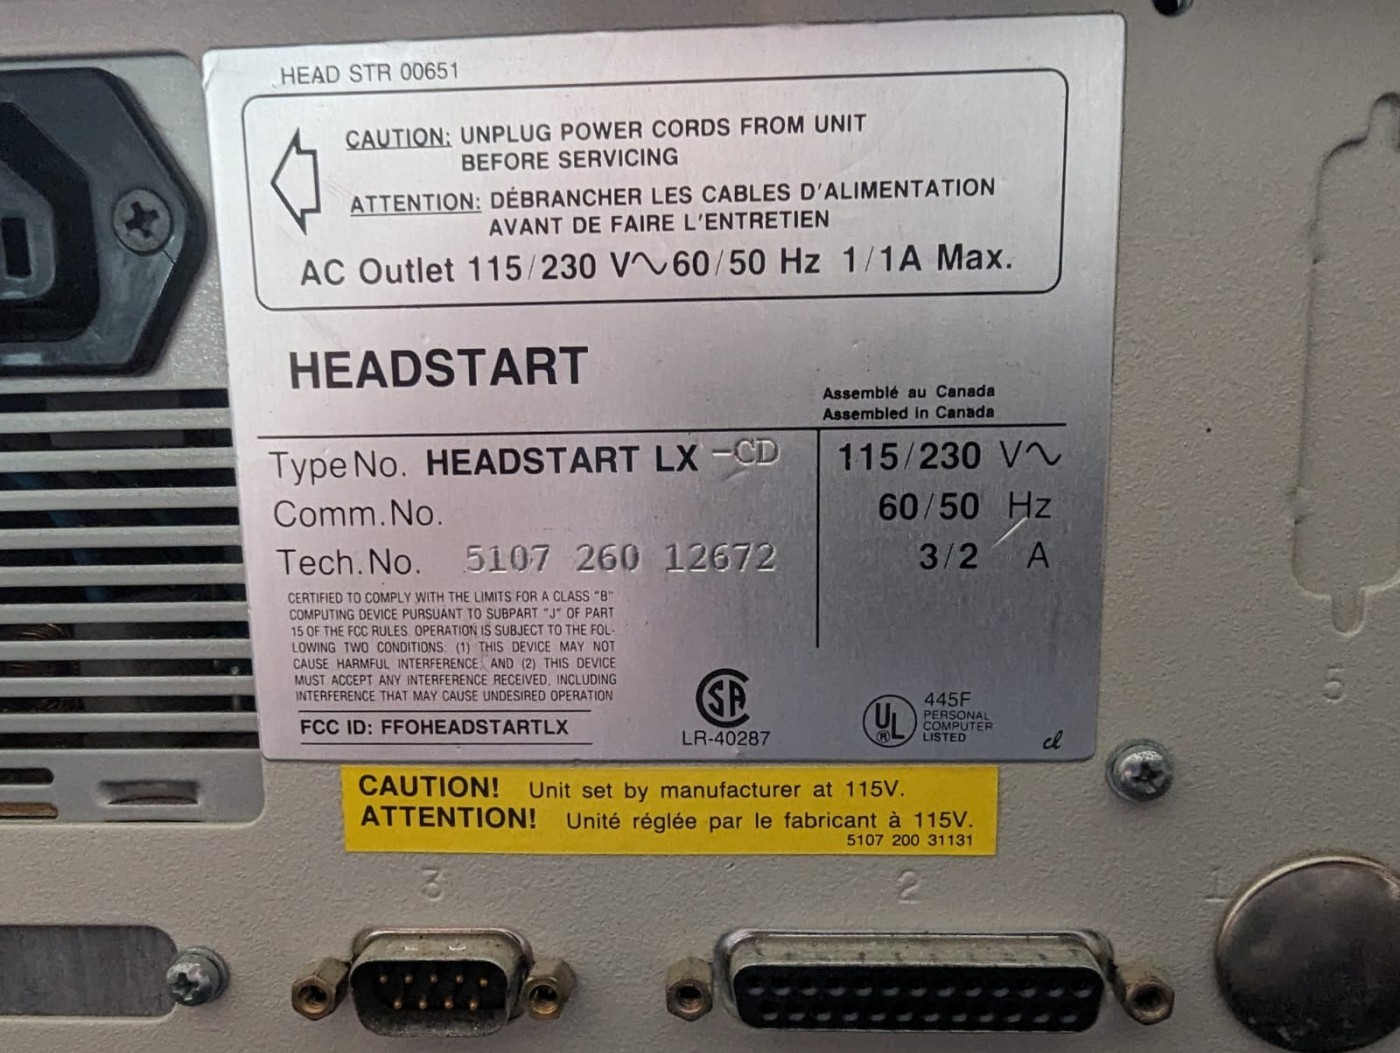 HEAD STR 00651
CAUTION: UNPLUG POWER CORDS FROM UNIT
BEFORE SERVICING
ATTENTION: DÉBRANCHER LES CABLES D'ALIMENTATION
AVANT DE FAIRE L'ENTRETIEN
AC Outlet 115/230 V∿60/50 Hz 1/1A Max.
HEADSTART
Assemblé au Canada
Assembled in Canada
Type No. HEADSTART LX -CD
115/230 V∿
Comm.No.
60/50 Hz
Tech.No. 5107 260 12672
3/2 A
CERTIFIED TO COMPLY WITH THE LIMITS FOR A CLASS "B"
COMPUTING DEVICE PURSUANT TO SUBPART "J" OF PART
15 OF THE FCC RULES. OPERATION IS SUBJECT TO THE FOL-
LOWING TWO CONDITIONS: (1) THIS DEVICE MAY NOT
CAUSE HARMFUL INTERFERENCE, AND (2) THIS DEVICE
MUST ACCEPT ANY INTERFERENCE RECEIVED, INCLUDING
INTERFERENCE THAT MAY CAUSE UNDESIRED OPERATION
FCC ID: FFOHEADSTARTLX
SA
LR-40287
UL
®
445F
PERSONAL
COMPUTER
LISTED
cl
CAUTION! Unit set by manufacturer at 115V.
ATTENTION! Unité réglée par le fabricant à 115V.
5107 200 31131
5
3
2
1